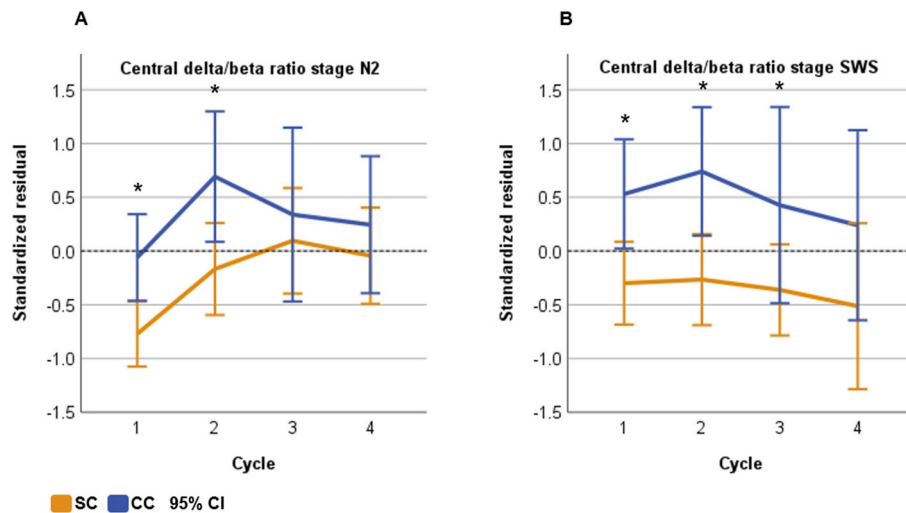 A
Central delta/beta ratio stage N2
Standardized residual
1.5
1.0
0.5
0.0
-0.5
-1.0
-1.5
*
*
1 2 3 4
Cycle
B
Central delta/beta ratio stage SWS
Standardized residual
1.5
1.0
0.5
0.0
-0.5
-1.0
-1.5
*
*
*
1 2 3 4
Cycle
SC CC 95% CI